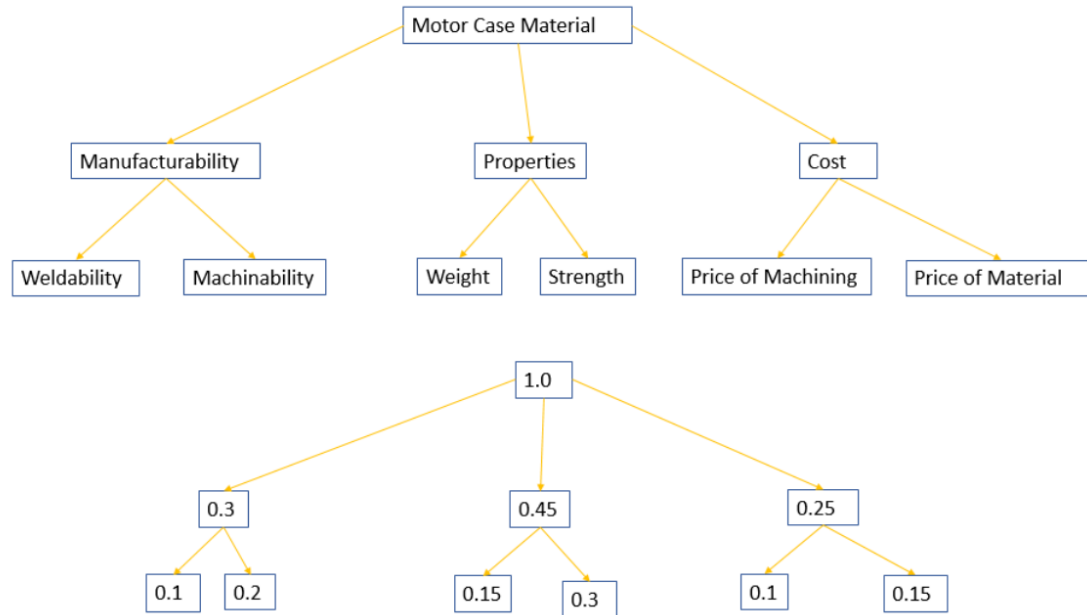 Motor Case Material
Manufacturability
Properties
Cost
Weldability
Machinability
Weight
Strength
Price of Machining
Price of Material
1.0
0.3
0.45
0.25
0.1
0.2
0.15
0.3
0.1
0.15